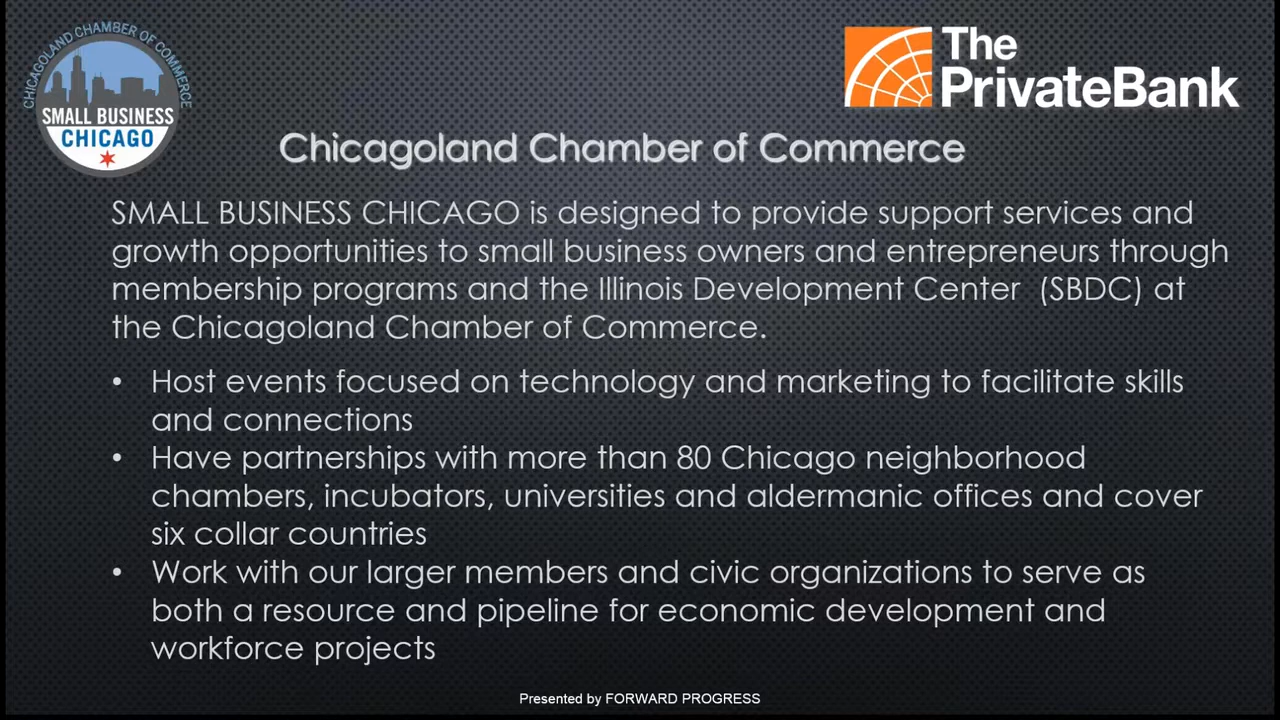 CHICAGOLAND CHAMBER OF COMMERCE
SMALL BUSINESS
CHICAGO
The
PrivateBank
Chicagoland Chamber of Commerce
SMALL BUSINESS CHICAGO is designed to provide support services and
growth opportunities to small business owners and entrepreneurs through
membership programs and the Illinois Development Center (SBDC) at
the Chicagoland Chamber of Commerce.
• Host events focused on technology and marketing to facilitate skills
and connections
• Have partnerships with more than 80 Chicago neighborhood
chambers, incubators, universities and aldermanic offices and cover
six collar countries
• Work with our larger members and civic organizations to serve as
both a resource and pipeline for economic development and
workforce projects
Presented by FORWARD PROGRESS